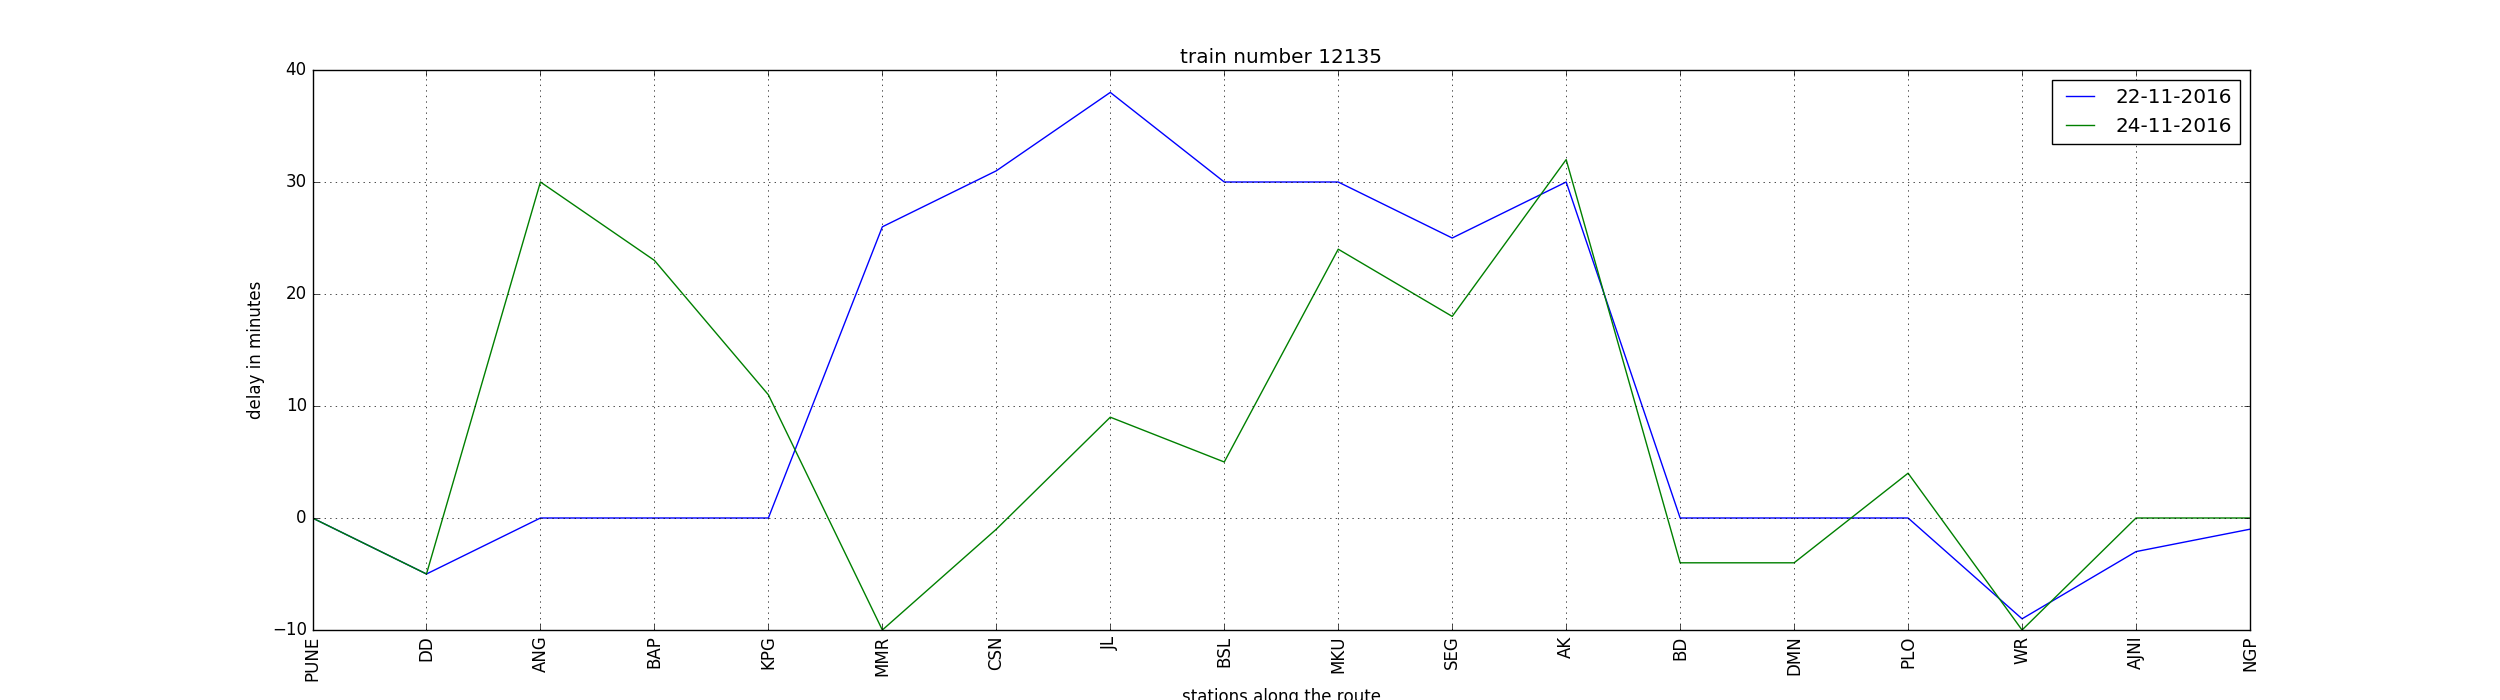 train number 12135
40
30
20
10
0
−10
delay in minutes
22-11-2016
24-11-2016
PUNE
DD
ANG
BAP
KPG
MMR
CSN
JL
BSL
MKU
SEG
AK
BD
DMN
PLO
WR
AJNI
NGP
stations along the route